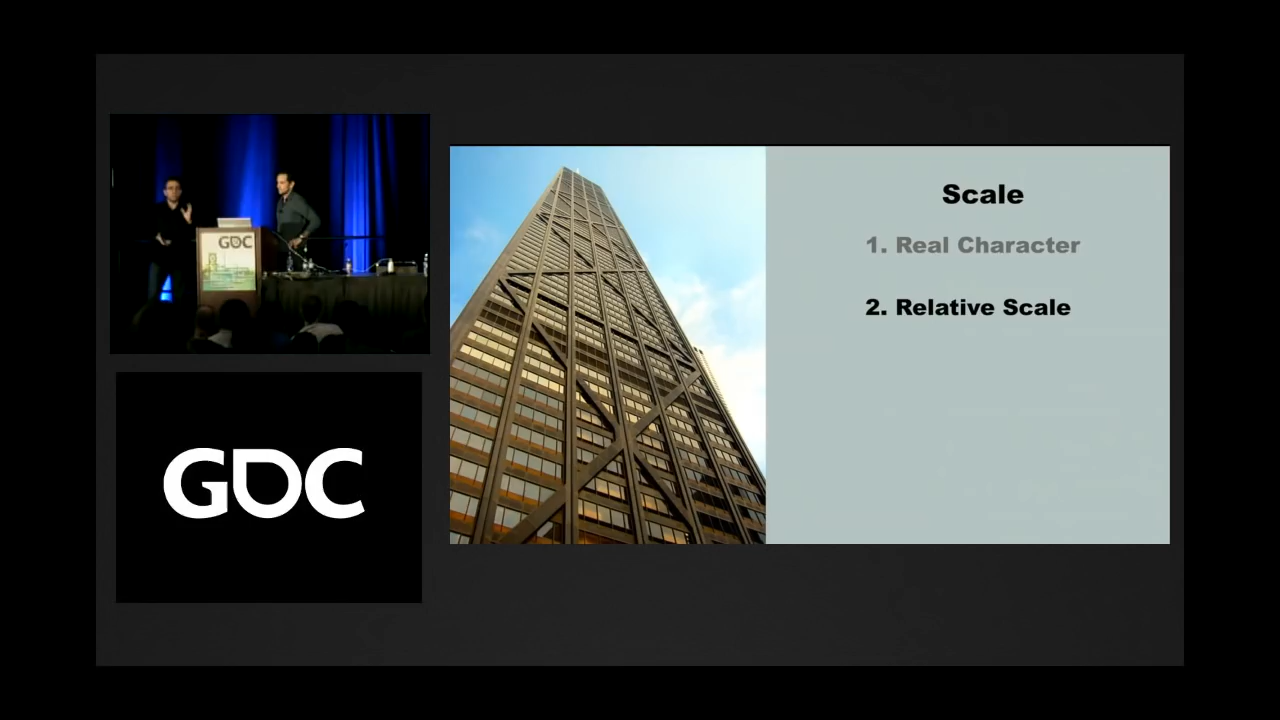 GDC
GDC
Scale
1. Real Character
2. Relative Scale